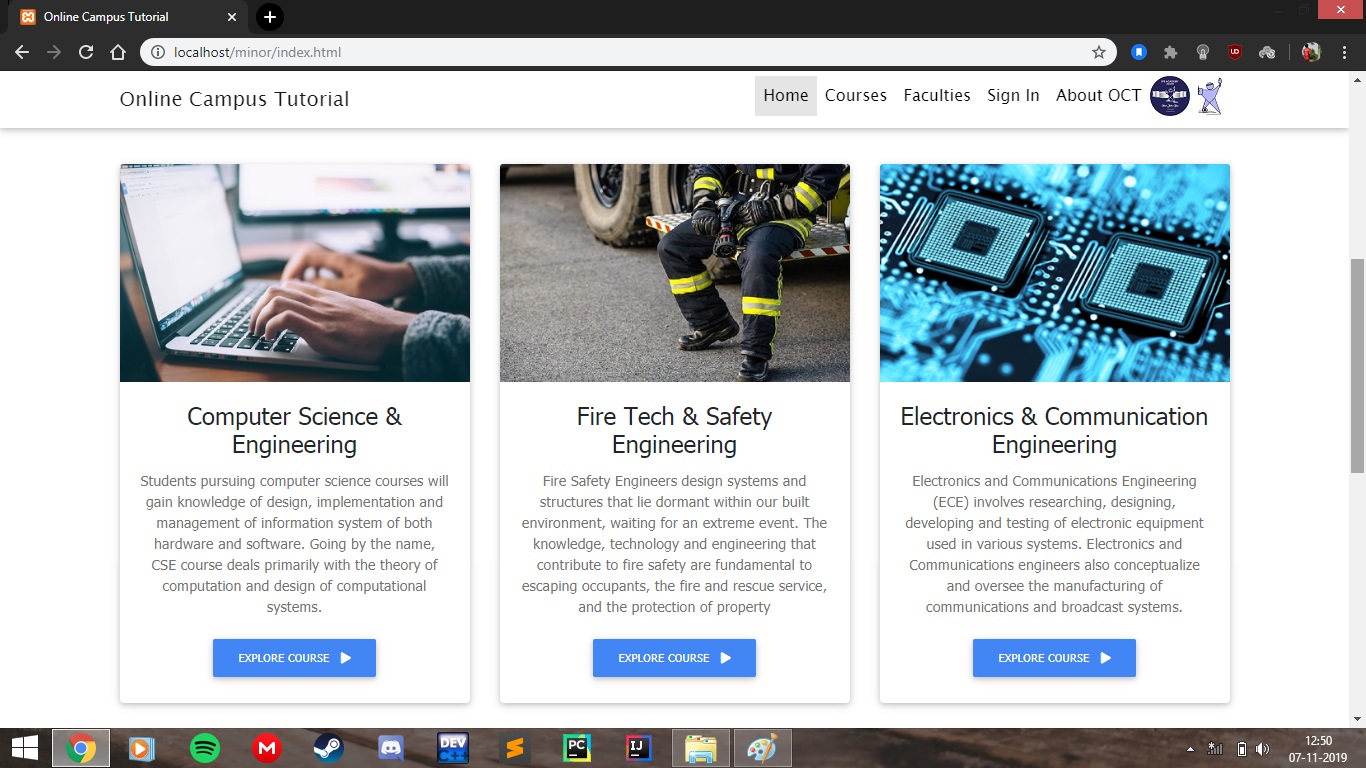 Online Campus Tutorial
localhost/minor/index.html
Online Campus Tutorial
Home Courses Faculties Sign In About OCT
Computer Science &
Engineering
Students pursuing computer science courses will
gain knowledge of design, implementation and
management of information system of both
hardware and software. Going by the name,
CSE course deals primarily with the theory of
computation and design of computational
systems.
EXPLORE COURSE
Fire Tech & Safety
Engineering
Fire Safety Engineers design systems and
structures that lie dormant within our built
environment, waiting for an extreme event. The
knowledge, technology and engineering that
contribute to fire safety are fundamental to
escaping occupants, the fire and rescue service,
and the protection of property
EXPLORE COURSE
Electronics & Communication
Engineering
Electronics and Communications Engineering
(ECE) involves researching, designing,
developing and testing of electronic equipment
used in various systems. Electronics and
Communications engineers also conceptualize
and oversee the manufacturing of
communications and broadcast systems.
EXPLORE COURSE
DEV
PC
IJ
12:50
07-11-2019